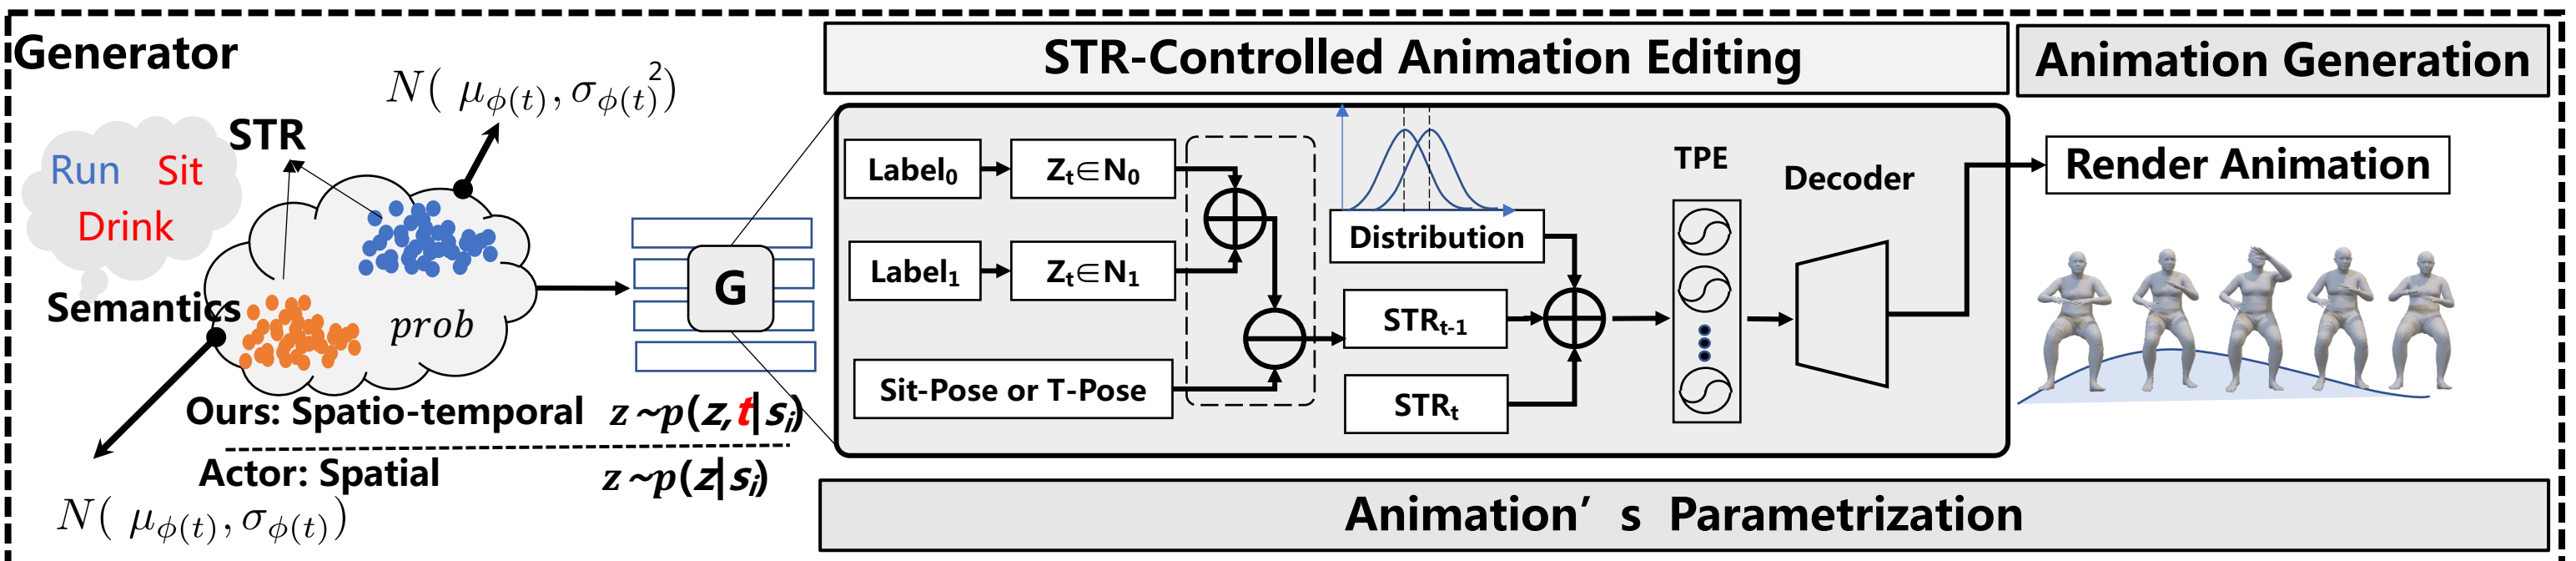 Generator
N( μϕ(t), σϕ(t)²)
STR
Run Sit
Drink
Semantics
prob
Ours: Spatio-temporal z~p(z,t|si)
Actor: Spatial z~p(z|si)
N( μϕ(t), σϕ(t))
G
STR-Controlled Animation Editing
Label0
Zt∈N0
Label1
Zt∈N1
Sit-Pose or T-Pose
Distribution
STRt-1
STRt
TPE
Decoder
Animation Generation
Render Animation
Animation’ s Parametrization